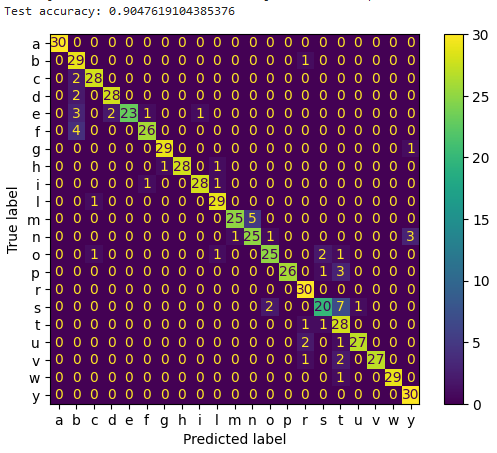 Test accuracy: 0.9047619104385376
a 30 0 0 0 0 0 0 0 0 0 0 0 0 0 0 0 0 0 0 0 0
b 0 29 0 0 0 0 0 0 0 0 0 0 0 0 1 0 0 0 0 0 0
c 0 2 28 0 0 0 0 0 0 0 0 0 0 0 0 0 0 0 0 0 0
d 0 2 0 28 0 0 0 0 0 0 0 0 0 0 0 0 0 0 0 0 0
e 0 3 0 2 23 1 0 0 1 0 0 0 0 0 0 0 0 0 0 0 0
f 0 4 0 0 0 26 0 0 0 0 0 0 0 0 0 0 0 0 0 0 0
g 0 0 0 0 0 0 29 0 0 0 0 0 0 0 0 0 0 0 0 0 1
h 0 0 0 0 0 0 1 28 0 1 0 0 0 0 0 0 0 0 0 0 0
i 0 0 0 0 0 1 0 0 28 1 0 0 0 0 0 0 0 0 0 0 0
l 0 0 1 0 0 0 0 0 0 29 0 0 0 0 0 0 0 0 0 0 0
m 0 0 0 0 0 0 0 0 0 0 25 5 0 0 0 0 0 0 0 0 0
n 0 0 0 0 0 0 0 0 0 0 1 25 1 0 0 0 0 0 0 0 3
o 0 0 1 0 0 0 0 0 0 1 0 0 25 0 0 2 1 0 0 0 0
p 0 0 0 0 0 0 0 0 0 0 0 0 0 26 0 1 3 0 0 0 0
r 0 0 0 0 0 0 0 0 0 0 0 0 0 0 30 0 0 0 0 0 0
s 0 0 0 0 0 0 0 0 0 0 0 0 2 0 0 20 7 1 0 0 0
t 0 0 0 0 0 0 0 0 0 0 0 0 0 0 1 1 28 0 0 0 0
u 0 0 0 0 0 0 0 0 0 0 0 0 0 0 2 0 1 27 0 0 0
v 0 0 0 0 0 0 0 0 0 0 0 0 0 0 1 0 2 0 27 0 0
w 0 0 0 0 0 0 0 0 0 0 0 0 0 0 0 0 1 0 0 29 0
y 0 0 0 0 0 0 0 0 0 0 0 0 0 0 0 0 0 0 0 0 30
a b c d e f g h i l m n o p r s t u v w y
Predicted label
True label
30
25
20
15
10
5
0